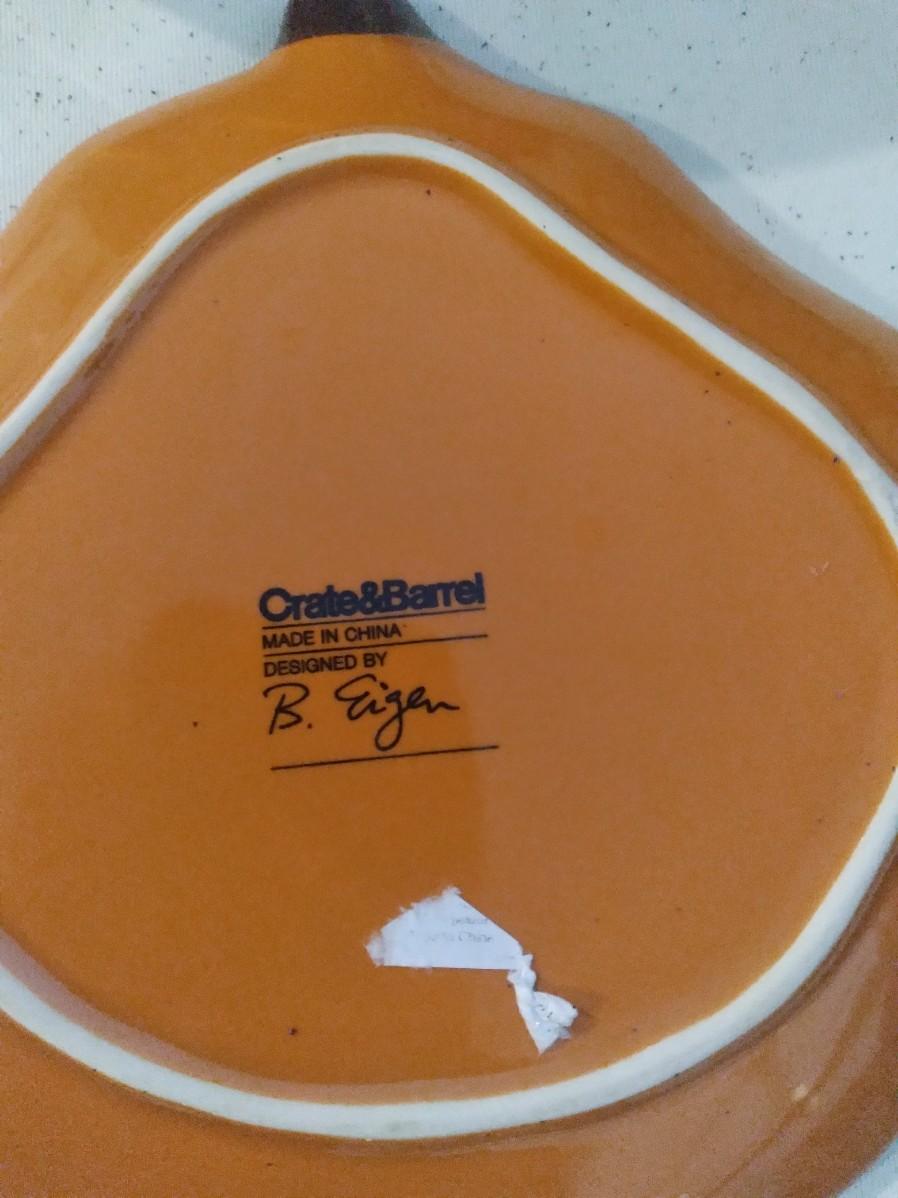 Crate&Barrel
MADE IN CHINA
DESIGNED BY
B. Eigen